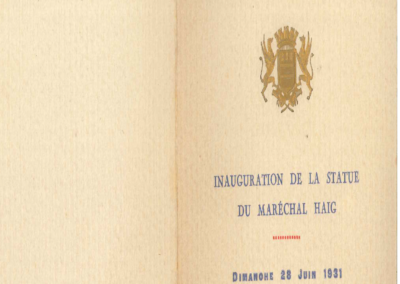 INAUGURATION DE LA STATUE
DU MARÉCHAL HAIG
DIMANCHE 28 JUIN 1931